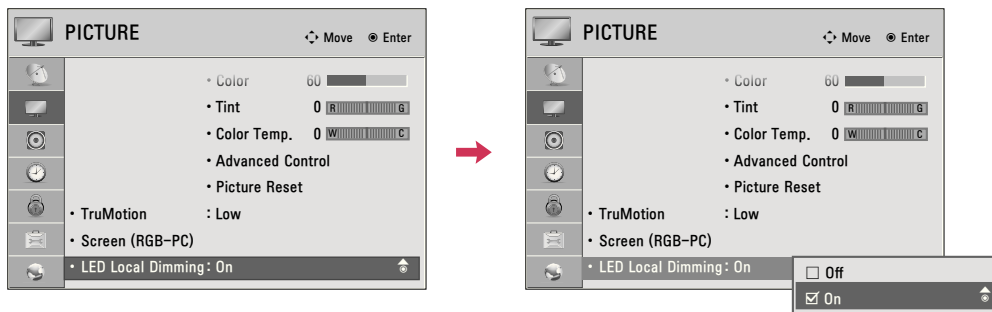 PICTURE
Move Enter
• Color 60
• Tint 0 R G
• Color Temp. 0 W C
• Advanced Control
• Picture Reset
• TruMotion : Low
• Screen (RGB-PC)
• LED Local Dimming: On
PICTURE
Move Enter
• Color 60
• Tint 0 R G
• Color Temp. 0 W C
• Advanced Control
• Picture Reset
• TruMotion : Low
• Screen (RGB-PC)
• LED Local Dimming: On
Off
On